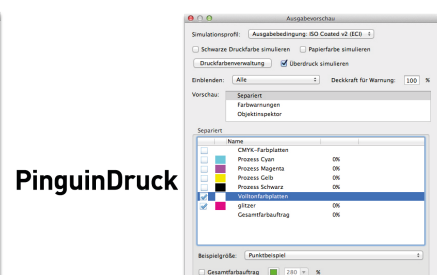 Ausgabevorschau
Simulationsprofil: Ausgabebedingung: ISO Coated v2 (ECI)
Schwarze Druckfarbe simulieren Papierfarbe simulieren
Druckfarbenverwaltung Überdruck simulieren
Einblenden: Alle Deckkraft für Warnung: 100 %
Vorschau: Separiert
Farbwarnungen
Objektinspektor
Separiert
Name
CMYK-Farbplatten
Prozess Cyan 0%
Prozess Magenta 0%
Prozess Gelb 0%
Prozess Schwarz 0%
Volltonfarbplatten
glitzer 0%
Gesamtfarbauftrag 0%
Beispielgröße: Punktbeispiel
Gesamtfarbauftrag 280 %
PinguinDruck